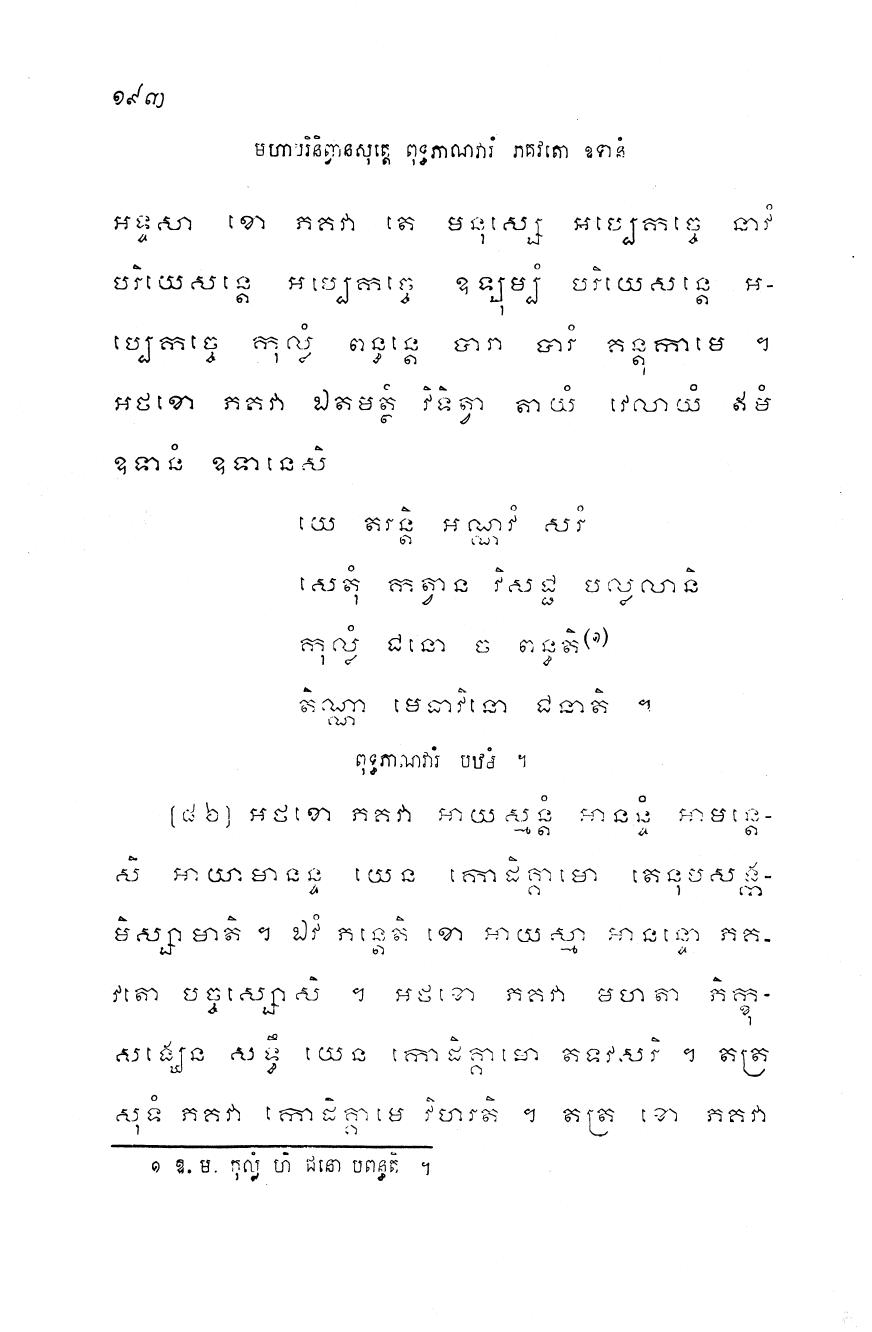 ១៩៣
មហាបរិនិព្វានសុត្តេ ពុទ្ធភាណវារំ ភគវតោ ឧទានំ
អទ្ទសា ខោ ភគវា តេ មនុស្សេ អប្បេកច្ចេ នាវំ
បរិយេសន្តេ អប្បេកច្ចេ ឧឡុម្បំ បរិយេសន្តេ អ-
ប្បេកច្ចេ កុល្លំ ពន្ធន្តេ បារា បារំ គន្តុកាមេ ។
អថខោ ភគវា ឯតមត្ថំ វិទិត្វា តាយំ វេលាយំ ឥមំ
ឧទានំ ឧទានេសិ
យេ តរន្តិ អណ្ណវំ សរំ
សេតុំ កត្វាន វិសជ្ជ បល្លលានិ
កុល្លំ ជនោ ច ពន្ធតិ(១)
តិណ្ណា មេធាវិនោ ជនាតិ ។
ពុទ្ធភាណវារំ បឋមំ ។
[៨៦] អថខោ ភគវា អាយស្មន្តំ អានន្ទំ អាមន្តេ-
សិ អាយាមានន្ទ យេន កោដិគ្គាមោ តេនុបសង្ក-
មិស្សាមាតិ ។ ឯវំ ភន្តេតិ ខោ អាយស្មា អានន្ទោ ភគ-
វតោ បច្ចស្សោសិ ។ អថខោ ភគវា មហតា ភិក្ខុ-
សង្ឃេន សទ្ធឹ យេន កោដិគ្គាមោ តទវសរិ ។ តត្រ
សុទំ ភគវា កោដិគ្គាមេ វិហរតិ ។ តត្រ ខោ ភគវា
១ ឱ. ម. កុល្លំ ហិ ជនោ បពន្ធតិ ។